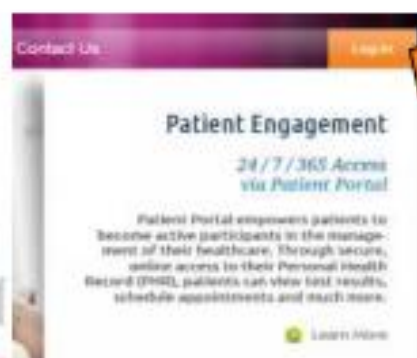 Contact Us
Log In
Patient Engagement
24 / 7 / 365 Access
via Patient Portal
Patient Portal empowers patients to
become active participants in the manage-
ment of their healthcare. Through secure,
online access to their Personal Health
Record (PHR), patients can view test results,
schedule appointments and much more.
Learn More